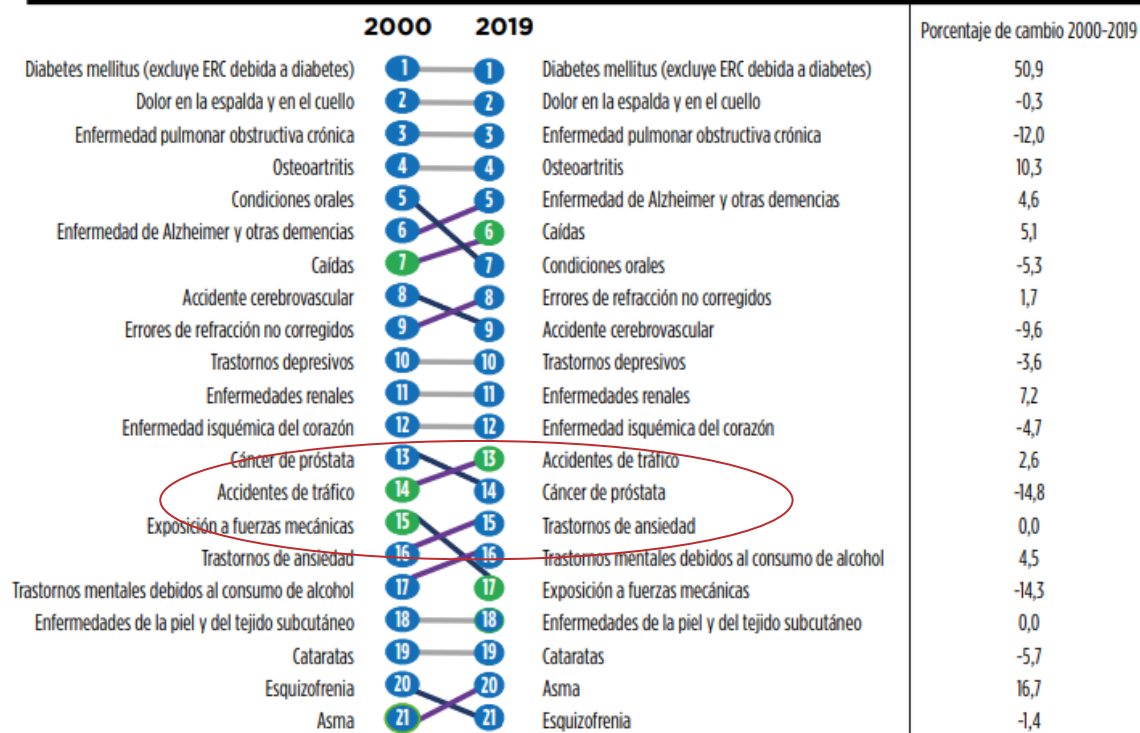 2000 2019 Porcentaje de cambio 2000-2019
Diabetes mellitus (excluye ERC debida a diabetes) 1 1 Diabetes mellitus (excluye ERC debida a diabetes) 50,9
Dolor en la espalda y en el cuello 2 2 Dolor en la espalda y en el cuello -0,3
Enfermedad pulmonar obstructiva crónica 3 3 Enfermedad pulmonar obstructiva crónica -12,0
Osteoartritis 4 4 Osteoartritis 10,3
Condiciones orales 5 5 Enfermedad de Alzheimer y otras demencias 4,6
Enfermedad de Alzheimer y otras demencias 6 6 Caídas 5,1
Caídas 7 7 Condiciones orales -5,3
Accidente cerebrovascular 8 8 Errores de refracción no corregidos 1,7
Errores de refracción no corregidos 9 9 Accidente cerebrovascular -9,6
Trastornos depresivos 10 10 Trastornos depresivos -3,6
Enfermedades renales 11 11 Enfermedades renales 7,2
Enfermedad isquémica del corazón 12 12 Enfermedad isquémica del corazón -4,7
Cáncer de próstata 13 13 Accidentes de tráfico 2,6
Accidentes de tráfico 14 14 Cáncer de próstata -14,8
Exposición a fuerzas mecánicas 15 15 Trastornos de ansiedad 0,0
Trastornos de ansiedad 16 16 Trastornos mentales debidos al consumo de alcohol 4,5
Trastornos mentales debidos al consumo de alcohol 17 17 Exposición a fuerzas mecánicas -14,3
Enfermedades de la piel y del tejido subcutáneo 18 18 Enfermedades de la piel y del tejido subcutáneo 0,0
Cataratas 19 19 Cataratas -5,7
Esquizofrenia 20 20 Asma 16,7
Asma 21 21 Esquizofrenia -1,4